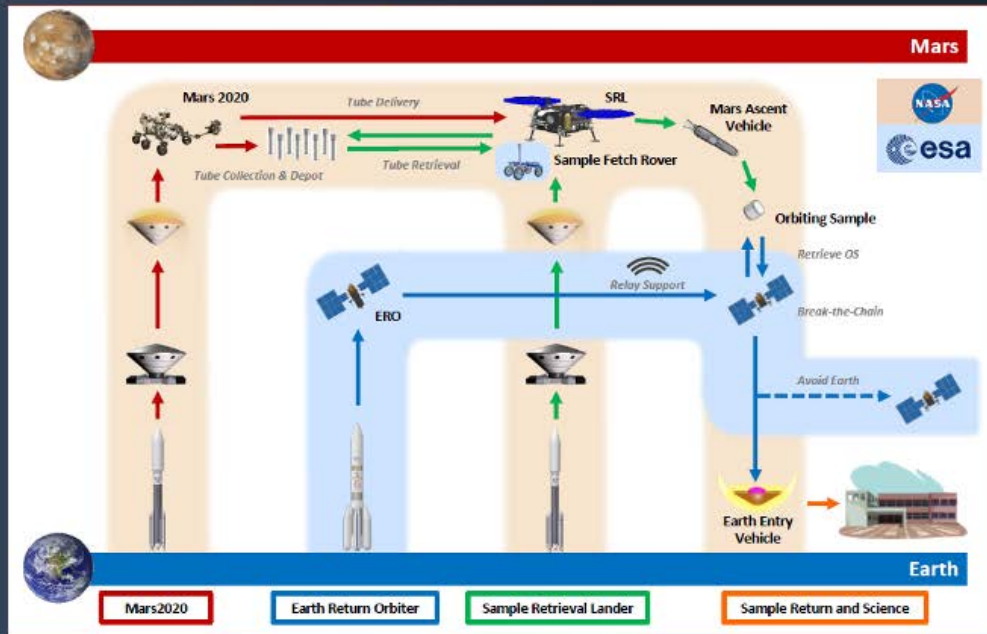 Mars
Mars 2020
Tube Delivery
SRL
Mars Ascent
Vehicle
NASA
esa
Tube Collection & Depot
Tube Retrieval
Sample Fetch Rover
Orbiting Sample
Retrieve OS
Relay Support
ERO
Break-the-Chain
Avoid Earth
Earth Entry
Vehicle
Earth
Mars2020
Earth Return Orbiter
Sample Retrieval Lander
Sample Return and Science